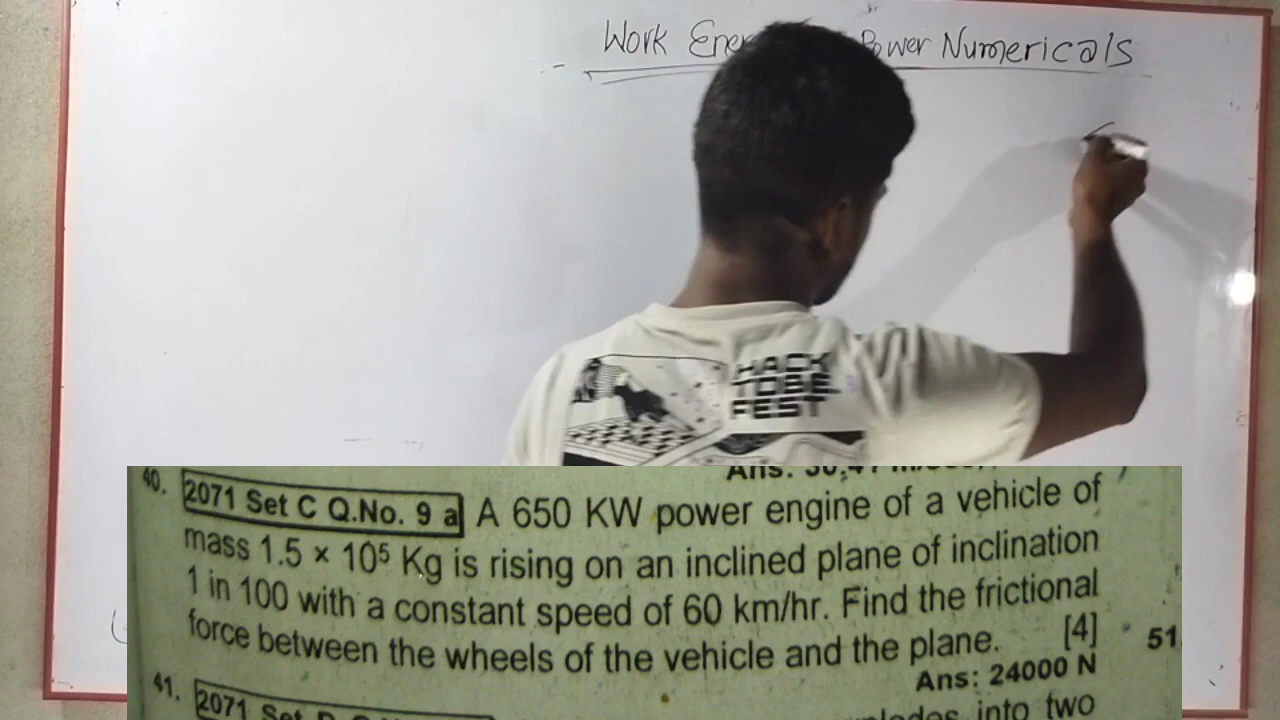 Work Power Numericals
HACK
TOBE
FEST
40. 2071 Set C Q.No. 9 a A 650 KW power engine of a vehicle of
mass 1.5 × 10⁵ Kg is rising on an inclined plane of inclination
1 in 100 with a constant speed of 60 km/hr. Find the frictional
force between the wheels of the vehicle and the plane. [4]
51.
Ans: 24000 N
41. 2071 Set
into two